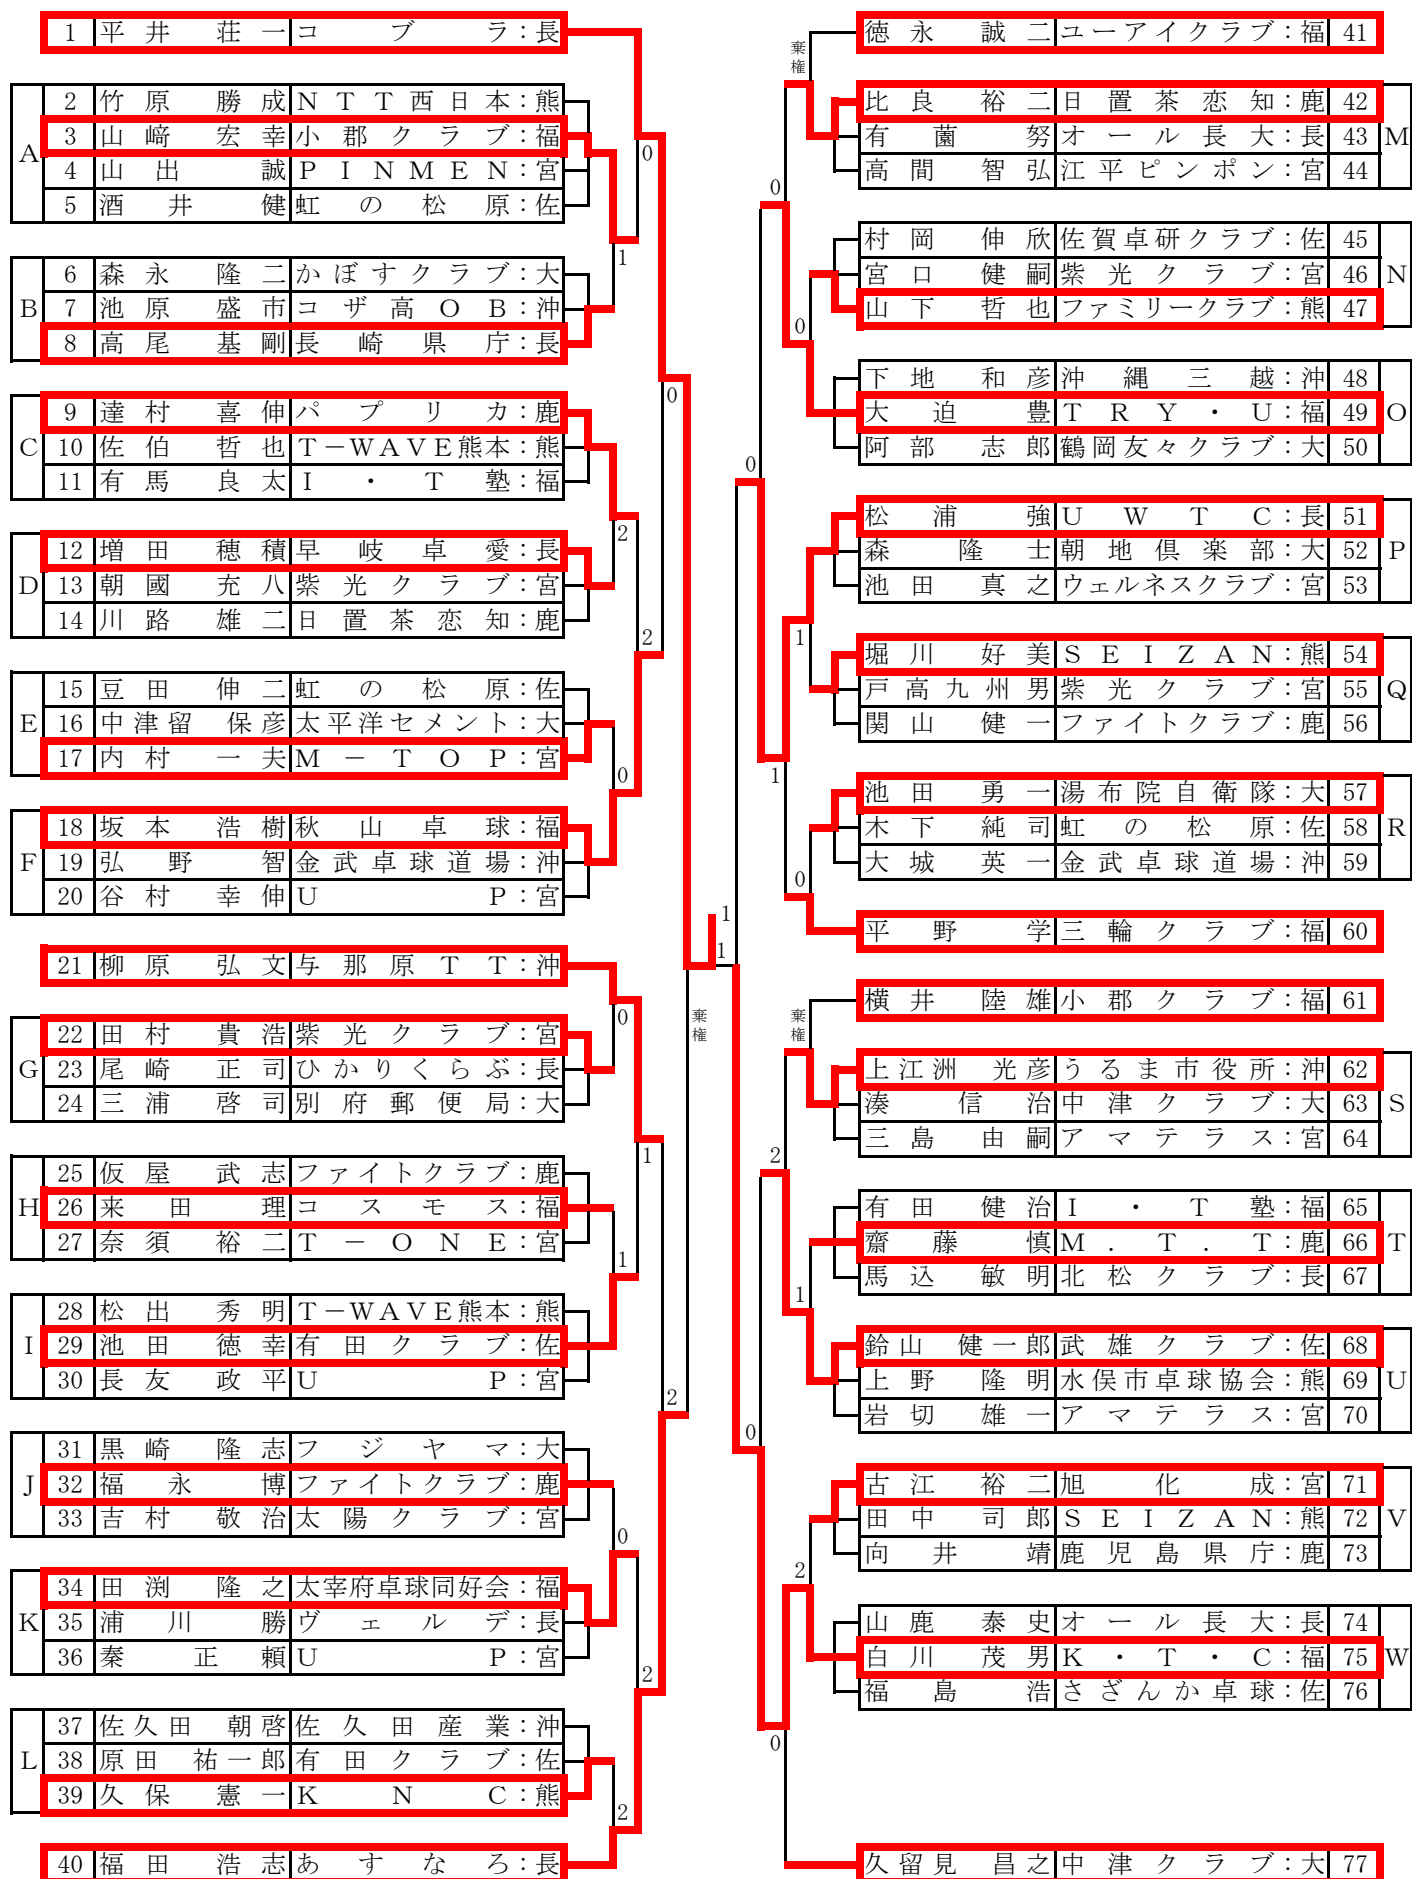 1 平井 荘一 コブラ：長
A
2 竹原 勝成 NTT西日本：熊
3 山﨑 宏幸 小郡クラブ：福
4 山出 誠 PINMEN：宮
5 酒井 健 虹の松原：佐
B
6 森永 隆二 かぼすクラブ：大
7 池原 盛市 コザ高OB：沖
8 高尾 基剛 長崎県庁：長
C
9 達村 喜伸 パプリカ：鹿
10 佐伯 哲也 T－WAVE熊本：熊
11 有馬 良太 I・T塾：福
D
12 増田 穂積 早岐卓愛：長
13 朝國 充八 紫光クラブ：宮
14 川路 雄二 日置茶恋知：鹿
E
15 豆田 伸二 虹の松原：佐
16 中津留 保彦 太平洋セメント：大
17 内村 一夫 M－TOP：宮
F
18 坂本 浩樹 秋山卓球：福
19 弘野 智 金武卓球道場：沖
20 谷村 幸伸 UP：宮
21 柳原 弘文 与那原TT：沖
G
22 田村 貴浩 紫光クラブ：宮
23 尾崎 正司 ひかりくらぶ：長
24 三浦 啓司 別府郵便局：大
H
25 仮屋 武志 ファイトクラブ：鹿
26 来田 理 コスモス：福
27 奈須 裕二 T－ONE：宮
I
28 松出 秀明 T－WAVE熊本：熊
29 池田 徳幸 有田クラブ：佐
30 長友 政平 UP：宮
J
31 黒崎 隆志 フジヤマ：大
32 福永 博 ファイトクラブ：鹿
33 吉村 敬治 太陽クラブ：宮
K
34 田渕 隆之 太宰府卓球同好会：福
35 浦川 勝 ヴェルデ：長
36 秦 正頼 UP：宮
L
37 佐久田 朝啓 佐久田産業：沖
38 原田 祐一郎 有田クラブ：佐
39 久保 憲一 KNC：熊
40 福田 浩志 あすなろ：長
0
1
0
2
2
0
0
1
1
2
0
2
2
棄権
1
1
棄権
0
0
0
1
1
0
棄権
2
1
0
2
0
徳永 誠二 ユーアイクラブ：福 41
比良 裕二 日置茶恋知：鹿 42
有薗 努 オール長大：長 43
高間 智弘 江平ピンポン：宮 44
M
村岡 伸欣 佐賀卓研クラブ：佐 45
宮口 健嗣 紫光クラブ：宮 46
山下 哲也 ファミリークラブ：熊 47
N
下地 和彦 沖縄三越：沖 48
大迫 豊 TRY・U：福 49
阿部 志郎 鶴岡友々クラブ：大 50
O
松浦 強 UWTC：長 51
森 隆士 朝地倶楽部：大 52
池田 真之 ウェルネスクラブ：宮 53
P
堀川 好美 SEIZAN：熊 54
戸高九州男 紫光クラブ：宮 55
関山 健一 ファイトクラブ：鹿 56
Q
池田 勇一 湯布院自衛隊：大 57
木下 純司 虹の松原：佐 58
大城 英一 金武卓球道場：沖 59
R
平野 学 三輪クラブ：福 60
横井 陸雄 小郡クラブ：福 61
上江洲 光彦 うるま市役所：沖 62
湊 信治 中津クラブ：大 63
三島 由嗣 アマテラス：宮 64
S
有田 健治 I・T塾：福 65
齋藤 慎 M．T．T：鹿 66
馬込 敏明 北松クラブ：長 67
T
鈴山 健一郎 武雄クラブ：佐 68
上野 隆明 水俣市卓球協会：熊 69
岩切 雄一 アマテラス：宮 70
U
古江 裕二 旭化成：宮 71
田中 司郎 SEIZAN：熊 72
向井 靖 鹿児島県庁：鹿 73
V
山鹿 泰史 オール長大：長 74
白川 茂男 K・T・C：福 75
福島 浩 さざんか卓球：佐 76
W
久留見 昌之 中津クラブ：大 77